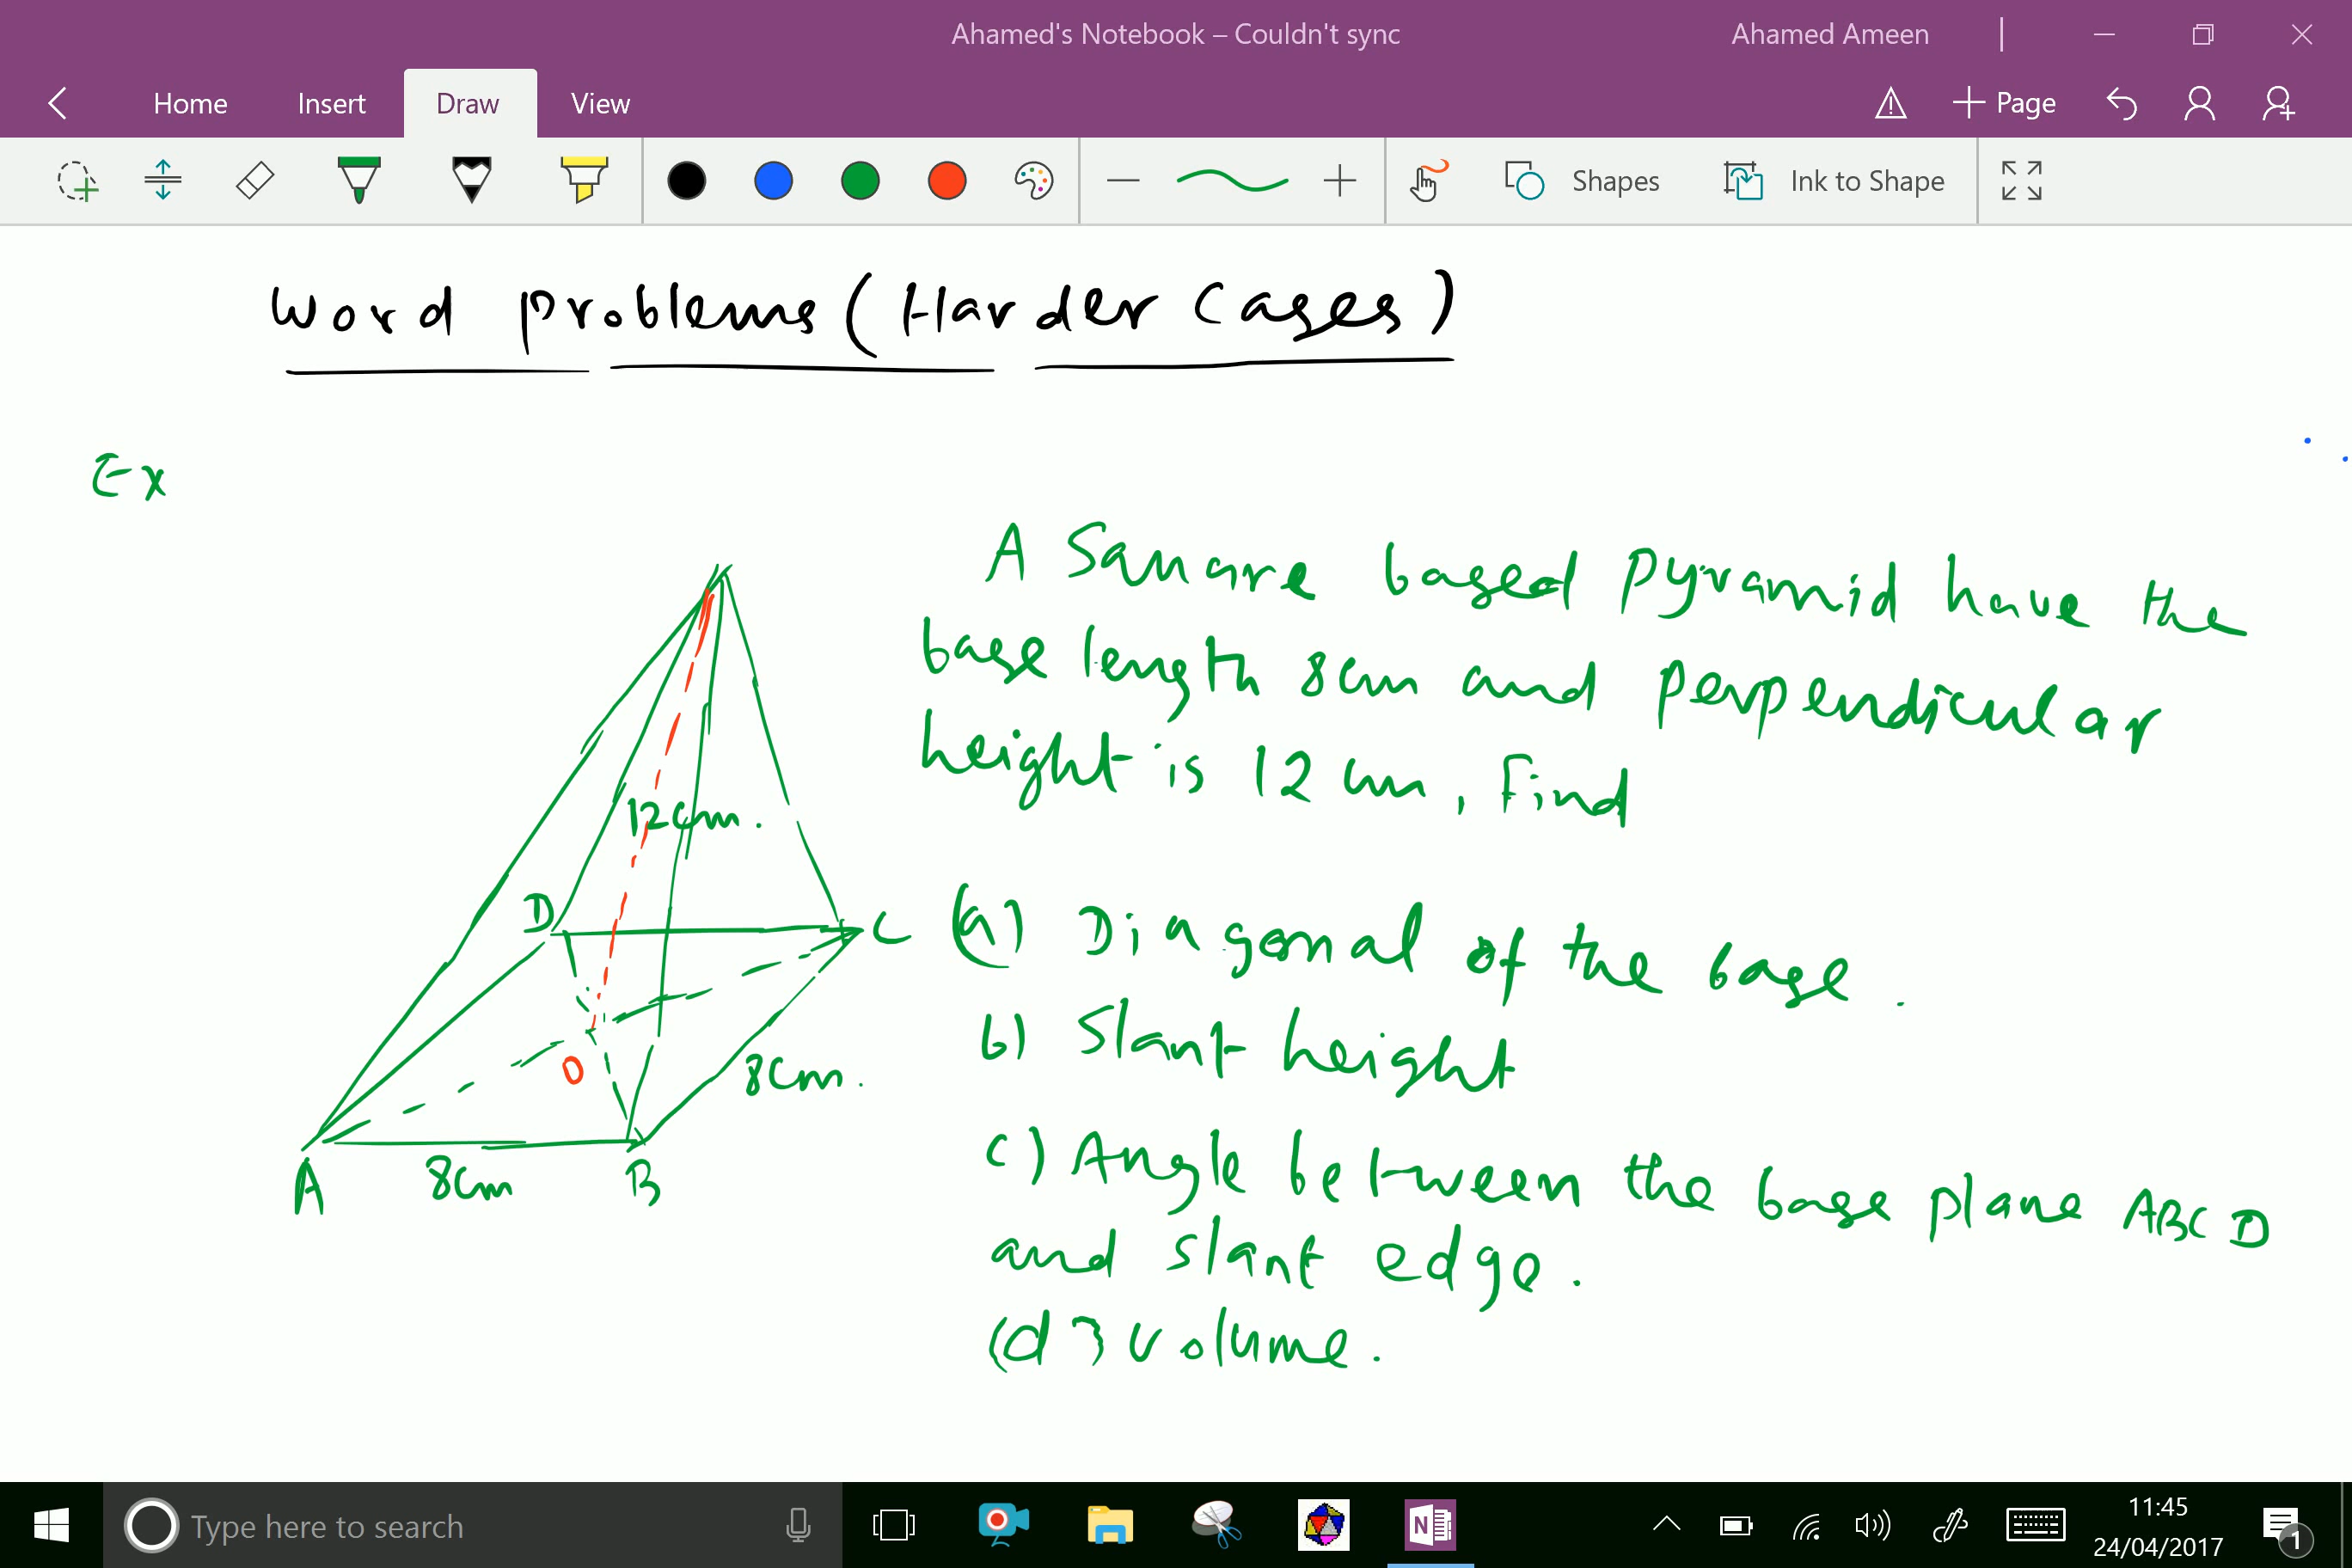 Ahamed's Notebook – Couldn't sync
Ahamed Ameen
Home Insert Draw View
Page
Shapes Ink to Shape
Word Problems (Harder Cases)
Ex
A Square based Pyramid have the
base length 8cm and perpendicular
height is 12 cm, Find
12cm.
D
C
(a) Diagonal of the base.
b) Slant height
O
8cm.
c) Angle between the base plane ABCD
A
8cm
B
and slant edge.
(d) volume.
Type here to search
N
11:45
24/04/2017
1